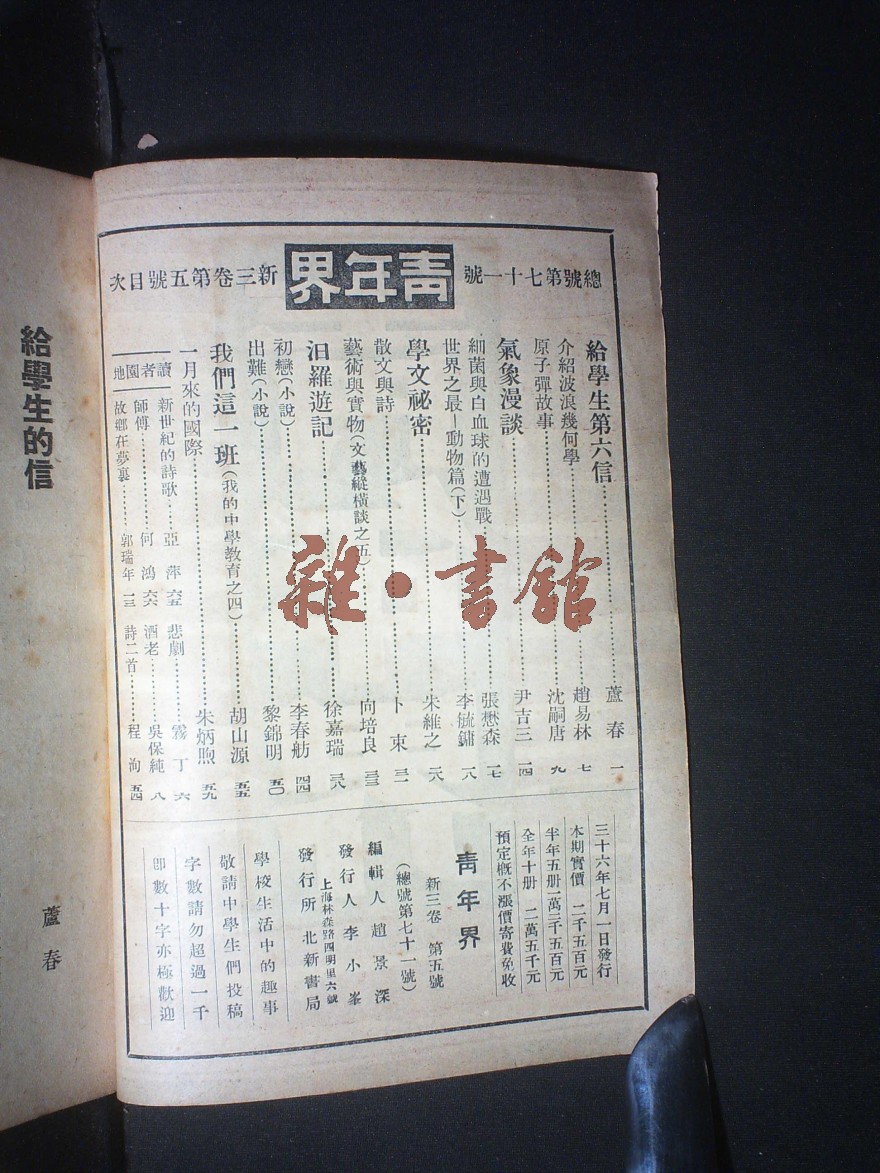 總號第七十一號
青年界
新三卷第五號目次
給學生第六信 蘆春 一
介紹波浪幾何學 趙易林 七
原子彈故事 沈嗣唐 九
氣象漫談 尹吉三 一四
細菌與白血球的遭遇戰 張懋森 一七
世界之最—動物篇(下) 李毓鏞 一八
學文祕密 朱維之 二八
散文與詩 卜束 三一
藝術與實物(文藝縱橫談之五) 向培良 三三
汨羅遊記 徐嘉瑞 三八
初戀(小說) 李春舫 四四
出難(小說) 黎錦明 五〇
我們這一班(我的中學教育之四) 胡山源 五五
一月來的國際 朱炳煦 五九
讀者園地
新世紀的詩歌 亞萍 六五 悲劇 霧丁 六
師傅 何鴻 六六 酒老 吳保純 八
故鄉在夢裏 郭瑞年 一三 詩二首 程洵 五四
三十六年七月一日發行
本期實價 二千五百元
半年五册一萬二千五百元
全年十册 二萬五千元
預定概不漲價寄費免收
青年界
新三卷 第五號
(總號第七十一號)
編輯人 趙景深
發行人 李小峯
上海林森路四明里六號
發行所 北新書局
學校生活中的趣事
敬請中學生們投稿
字數請勿超過一千
即數十字亦極歡迎
給學生的信
蘆春
雜·書館